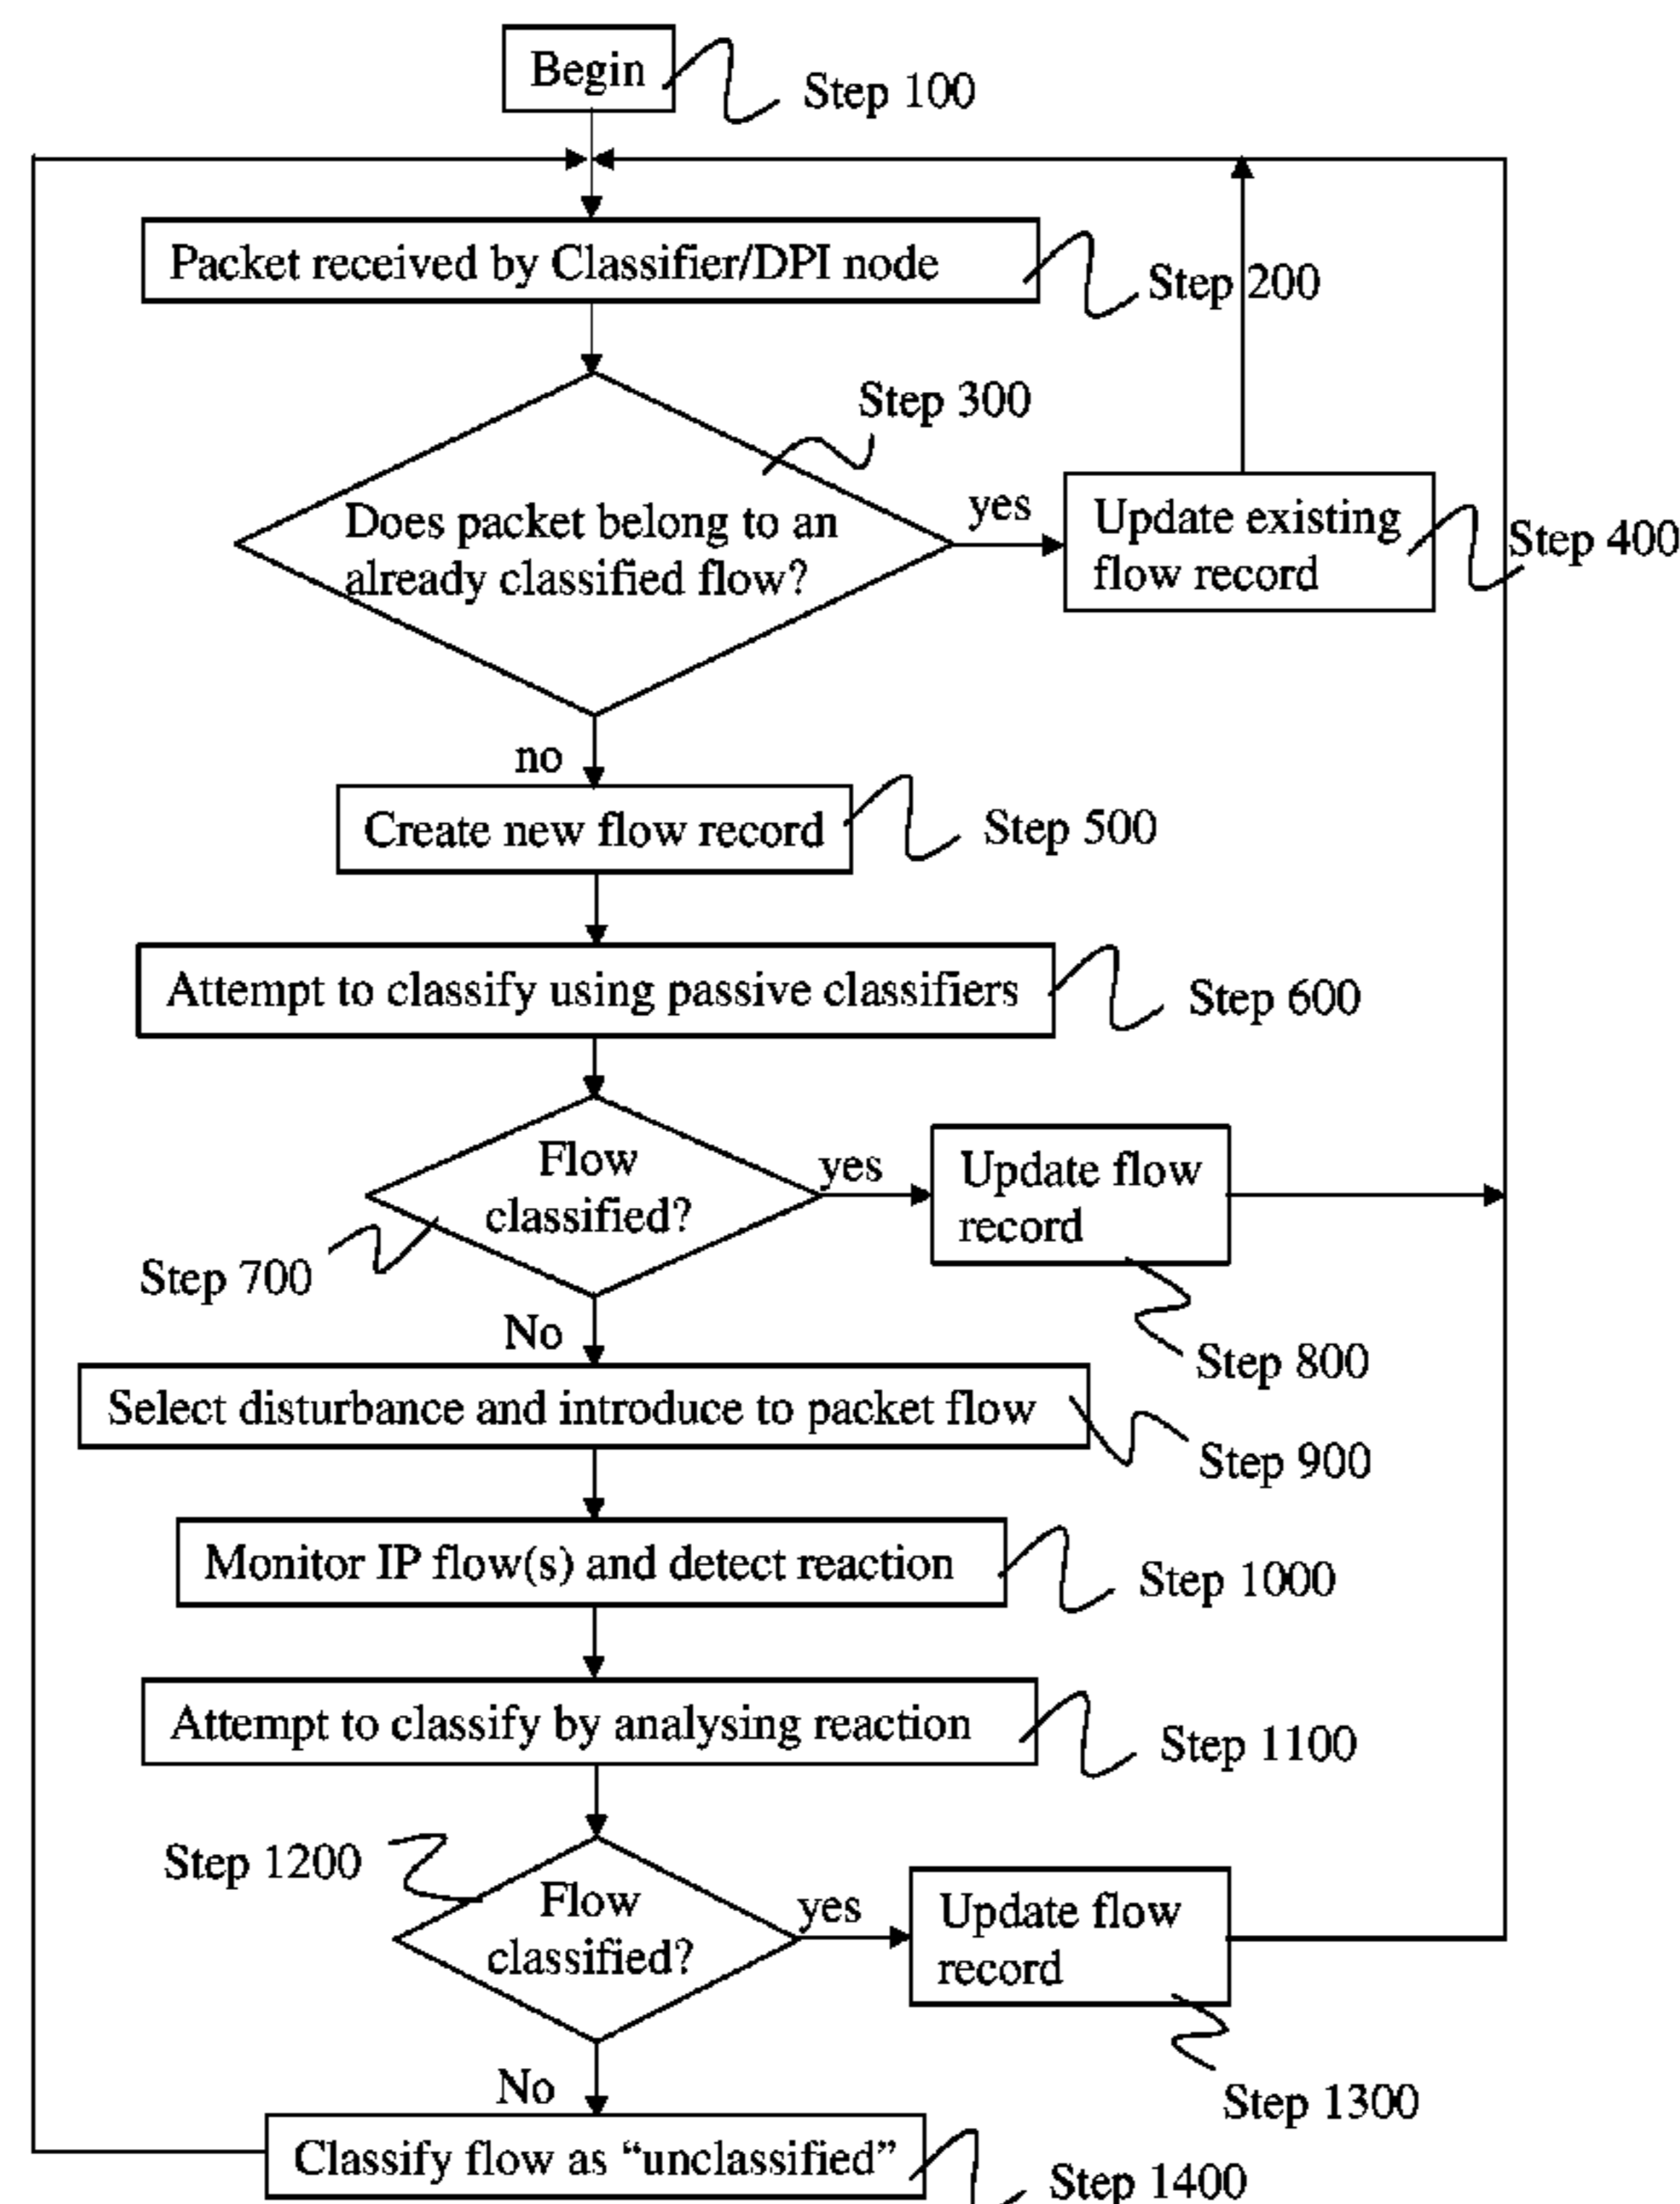 Begin
Step 100
Packet received by Classifier/DPI node
Step 200
Step 300
Does packet belong to an
already classified flow?
yes
Update existing
flow record
Step 400
no
Create new flow record
Step 500
Attempt to classify using passive classifiers
Step 600
Flow
classified?
yes
Update flow
record
Step 700
Step 800
No
Select disturbance and introduce to packet flow
Step 900
Monitor IP flow(s) and detect reaction
Step 1000
Attempt to classify by analysing reaction
Step 1100
Step 1200
Flow
classified?
yes
Update flow
record
Step 1300
No
Classify flow as “unclassified”
Step 1400